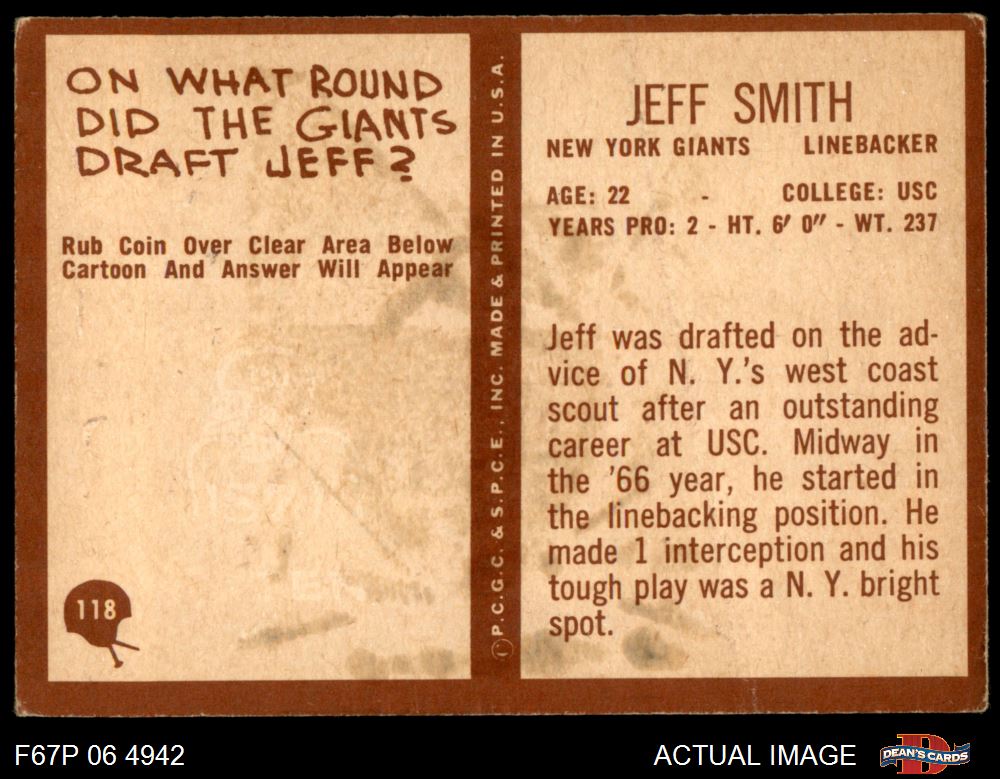 ON WHAT ROUND
DID THE GIANTS
DRAFT JEFF?
Rub Coin Over Clear Area Below
Cartoon And Answer Will Appear
118
© P.C.G.C. & S.P.C.E., INC. MADE & PRINTED IN U.S.A.
JEFF SMITH
NEW YORK GIANTS LINEBACKER
AGE: 22 - COLLEGE: USC
YEARS PRO: 2 - HT. 6' 0" - WT. 237
Jeff was drafted on the ad-
vice of N. Y.'s west coast
scout after an outstanding
career at USC. Midway in
the '66 year, he started in
the linebacking position. He
made 1 interception and his
tough play was a N. Y. bright
spot.
F67P 06 4942
ACTUAL IMAGE
DEAN'S CARDS